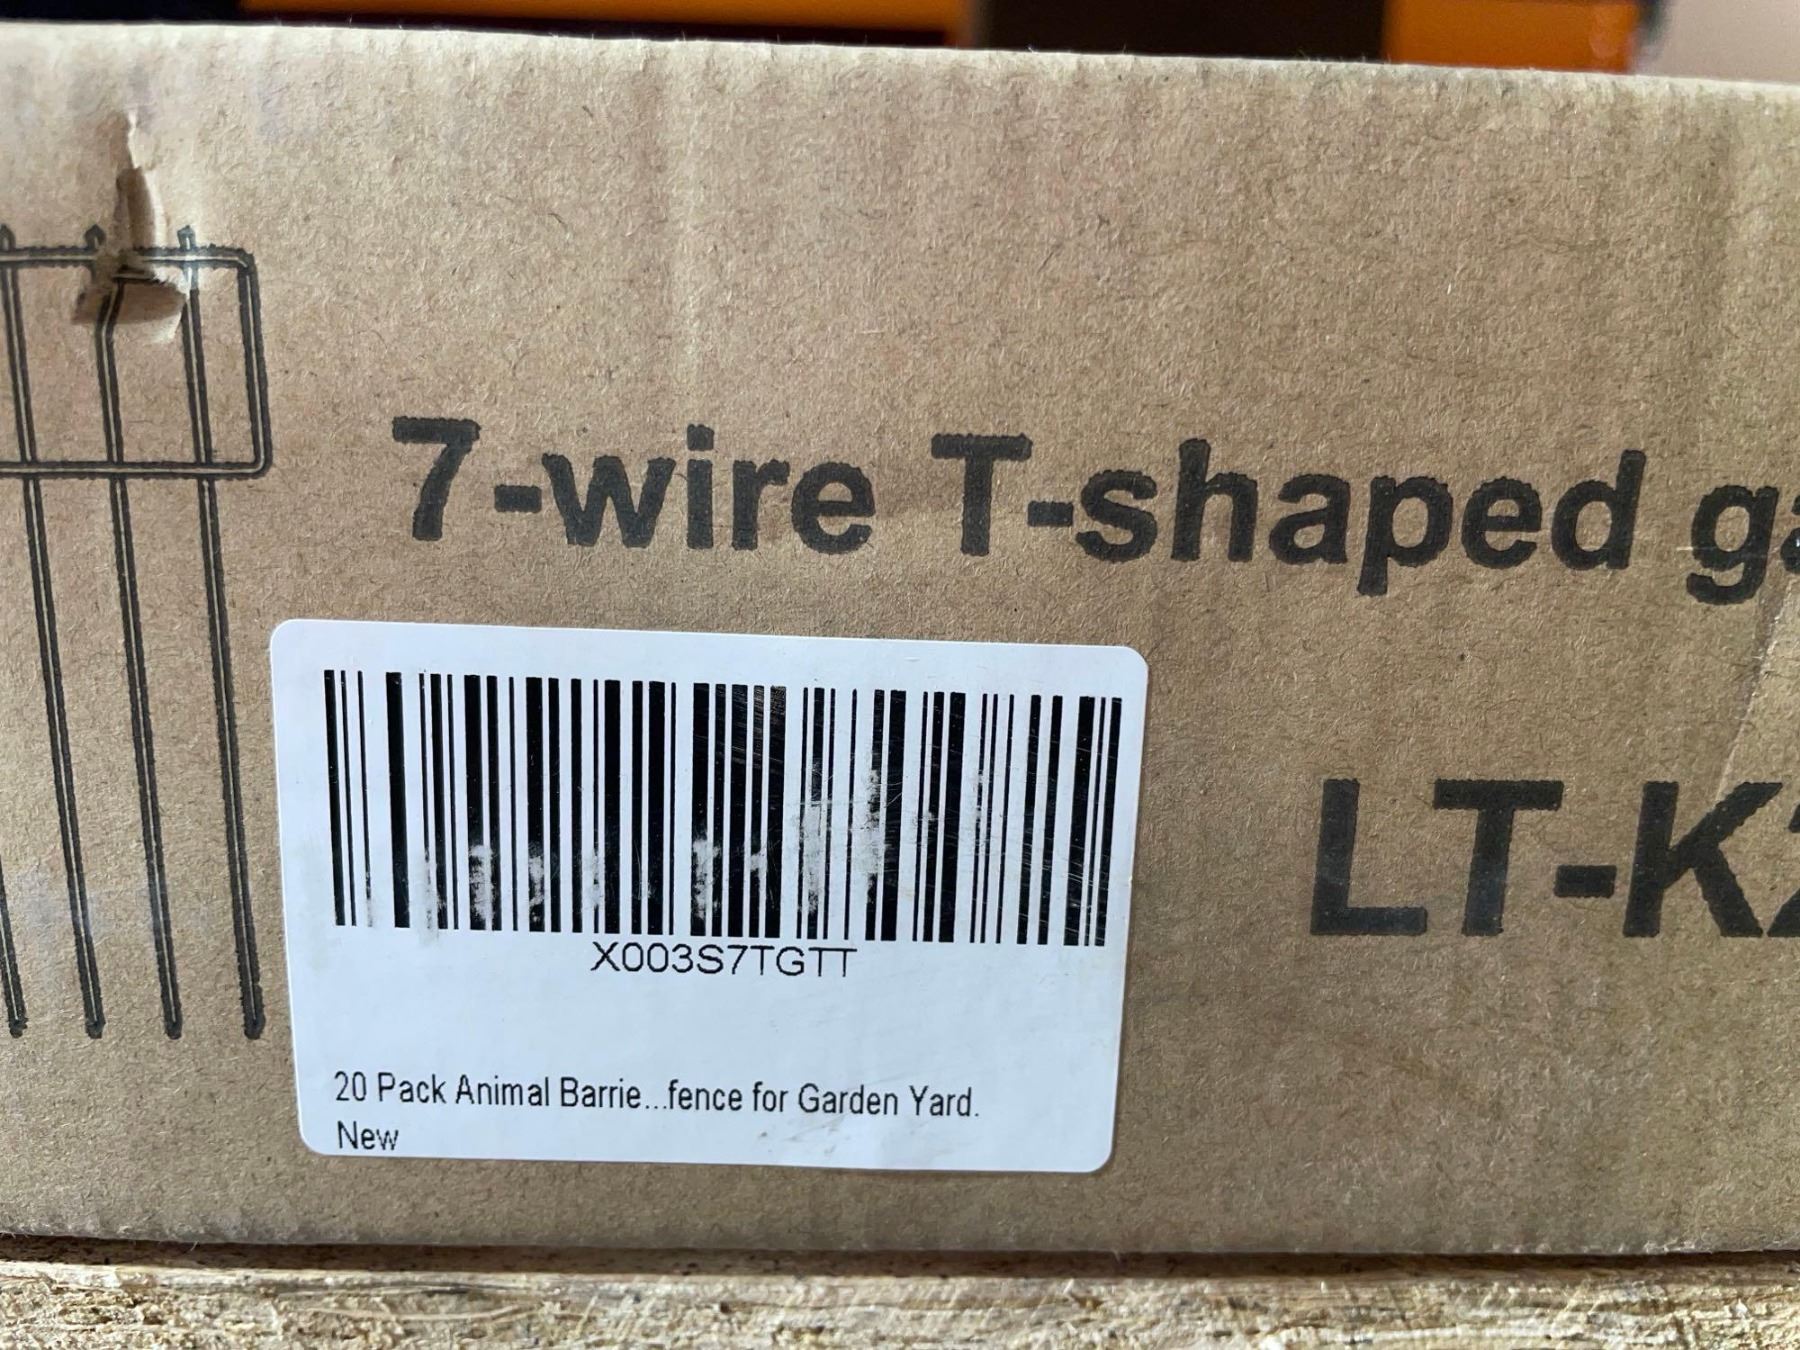 7-wire T-shaped
LT-K
X003S7TGTT
20 Pack Animal Barrie...fence for Garden Yard.
New